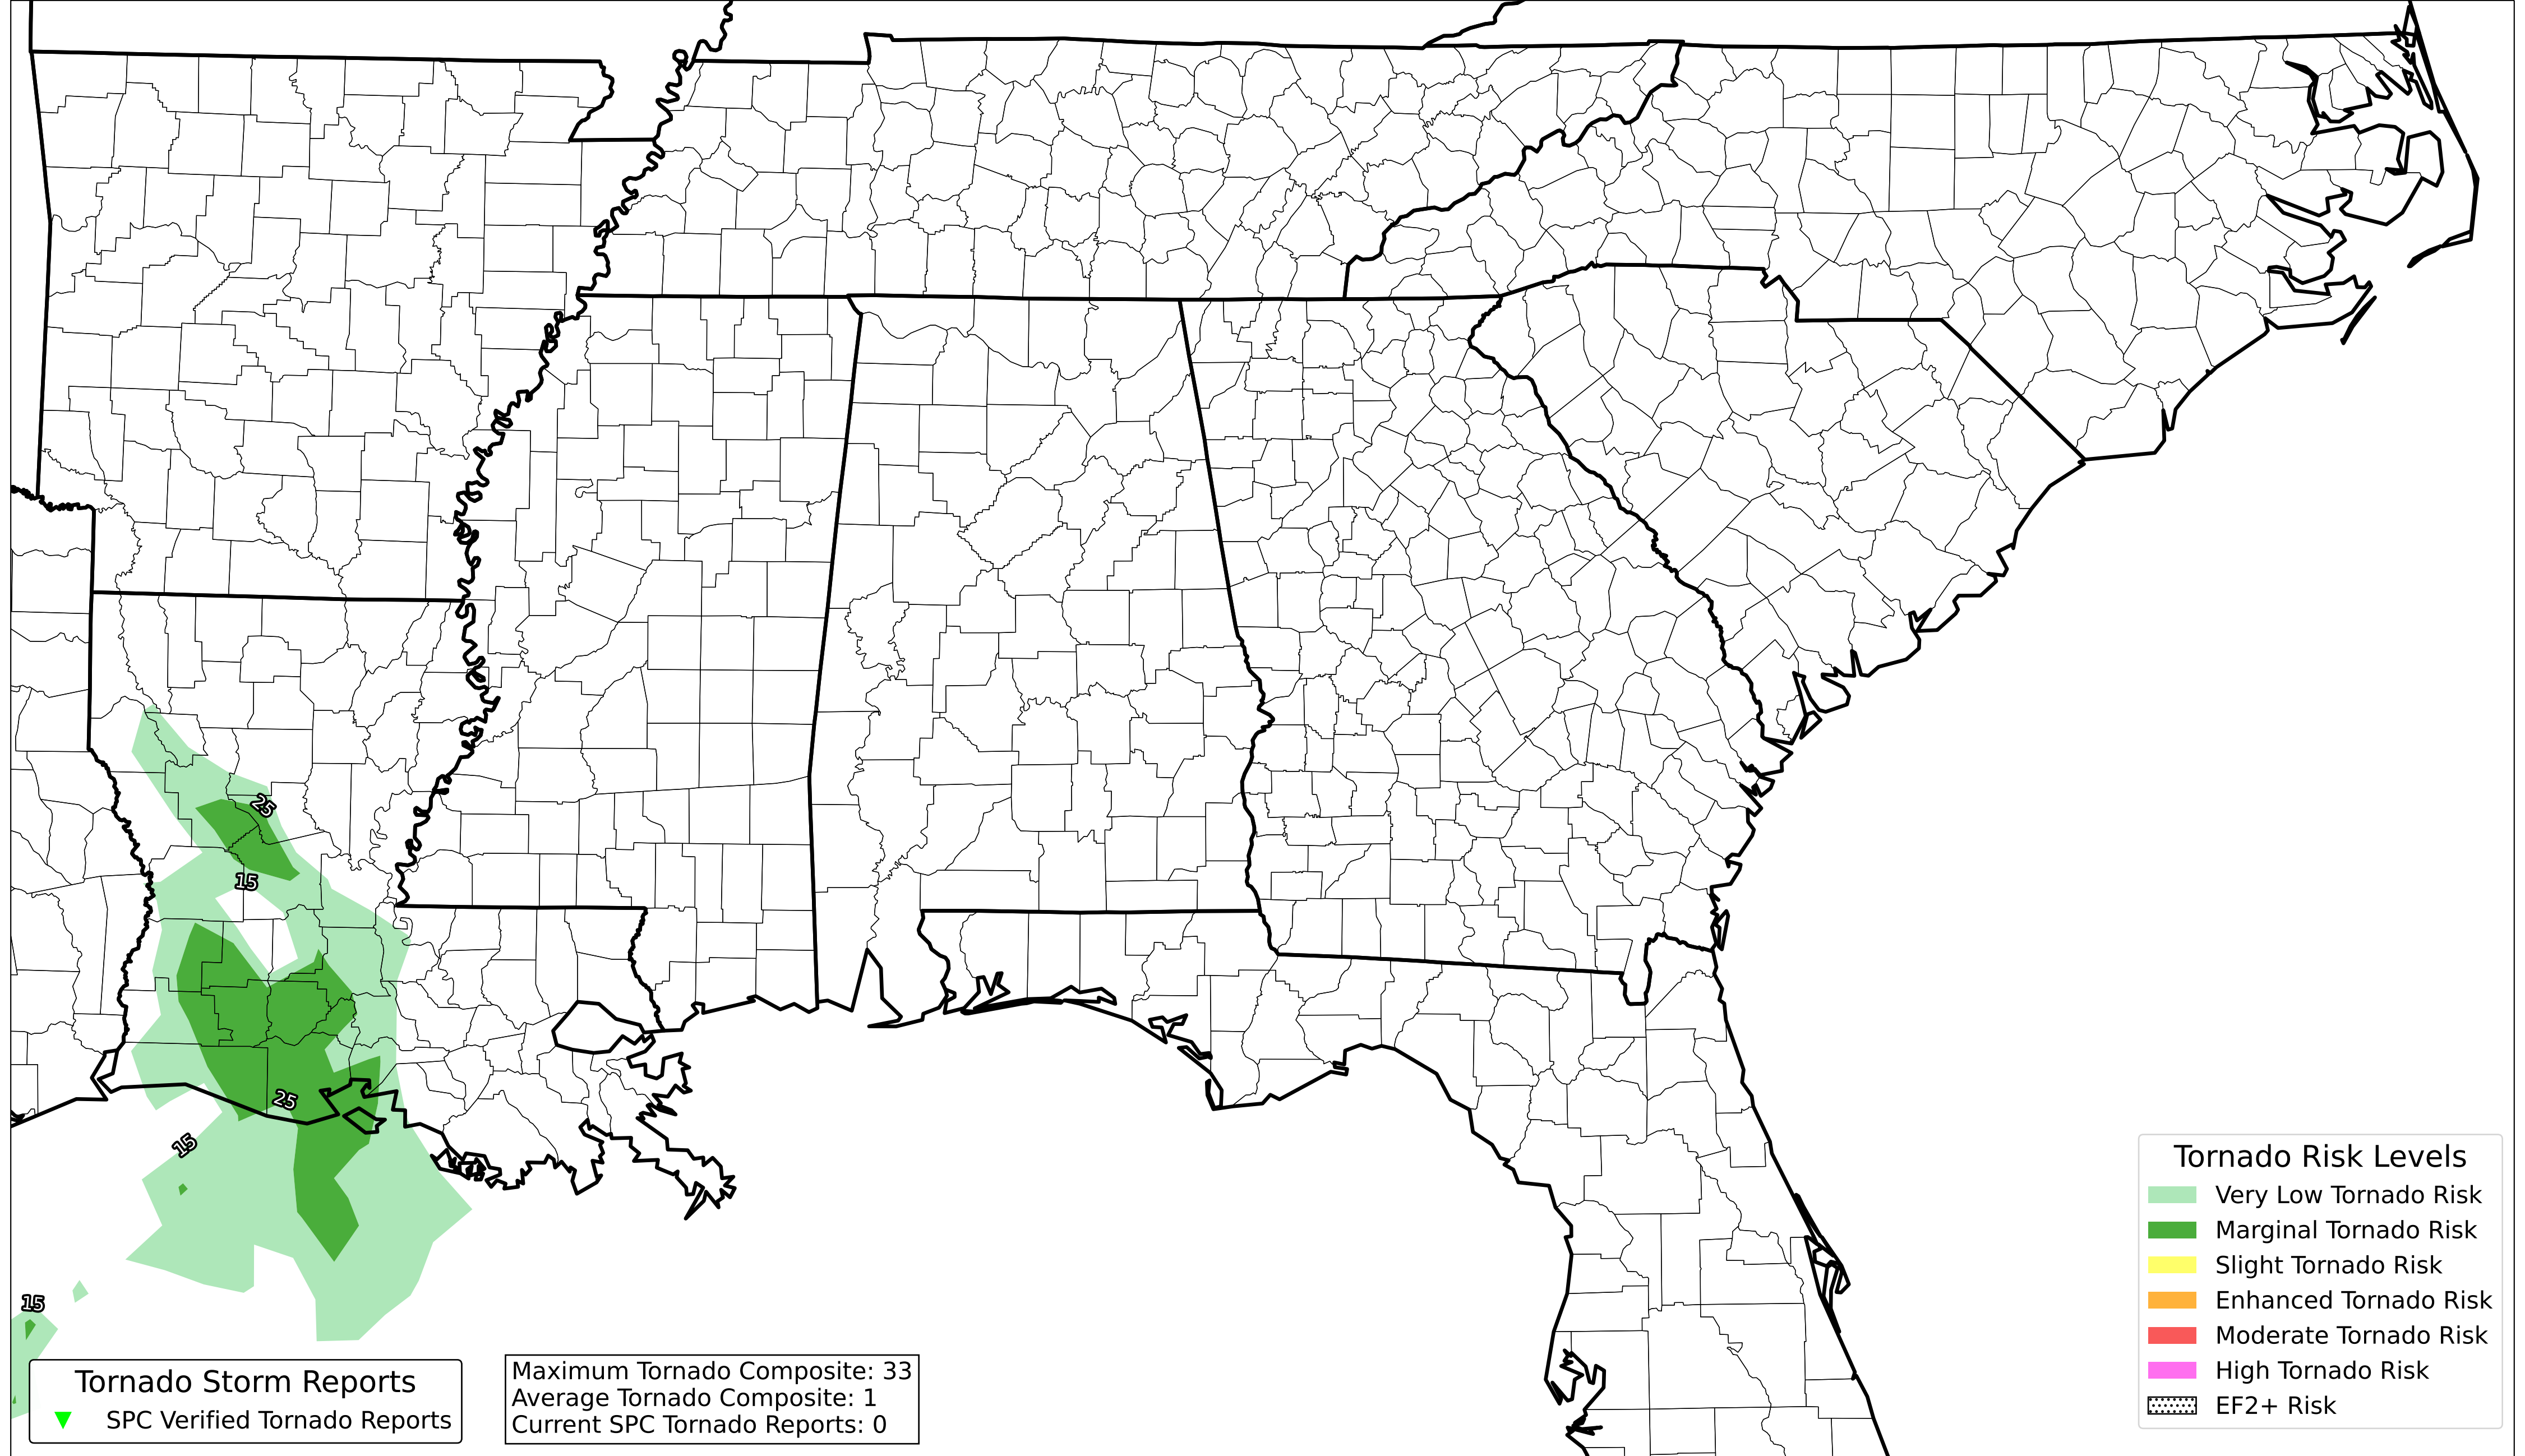 25
15
25
15
15
Tornado Storm Reports
SPC Verified Tornado Reports
Maximum Tornado Composite: 33
Average Tornado Composite: 1
Current SPC Tornado Reports: 0
Tornado Risk Levels
Very Low Tornado Risk
Marginal Tornado Risk
Slight Tornado Risk
Enhanced Tornado Risk
Moderate Tornado Risk
High Tornado Risk
EF2+ Risk